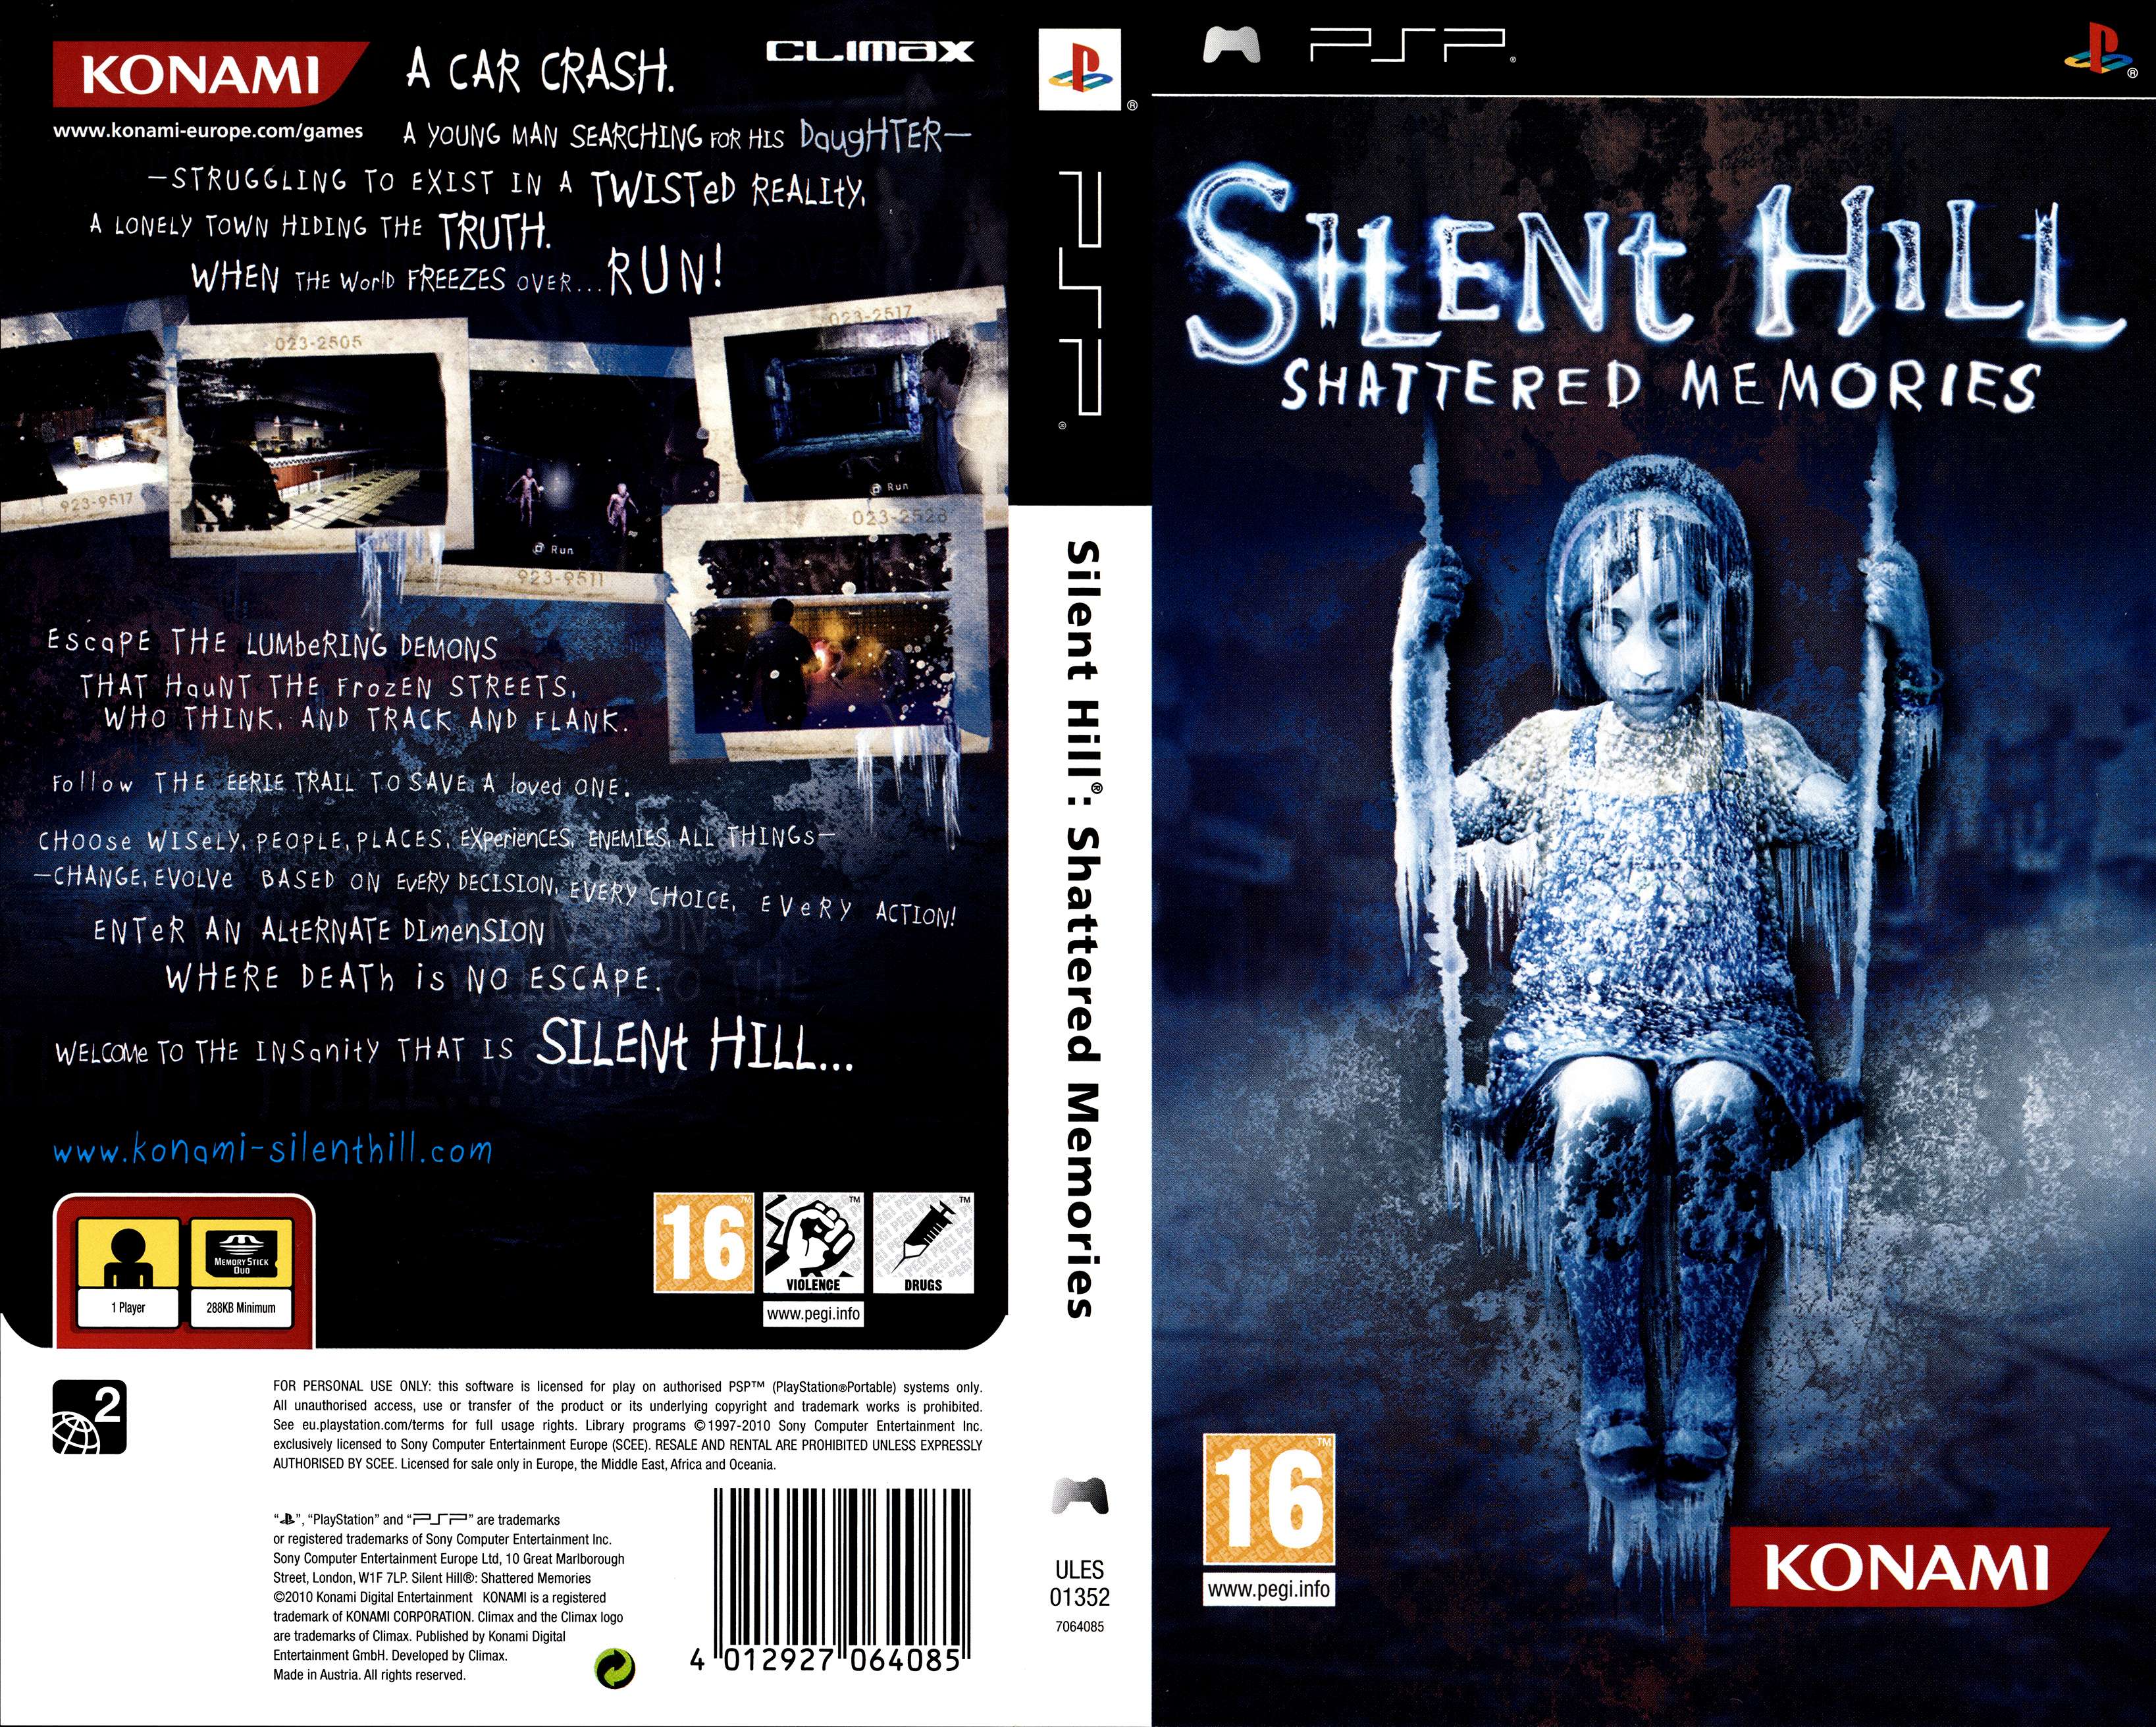 KONAMI
www.konami-europe.com/games
CLIMAX
A CAR CRASH.
A YOUNG MAN SEARCHING FOR HIS DaugHTER—
—STRUGGLING TO EXIST IN A TWISTeD REALItY,
A LONELY TOWN HIDING THE TRUTH.
WHEN THE WorlD FREEZES OVER... RUN!
023-2505
023-2517
923-9517
Run
Run
923-9511
023-2528
EscaPE THE LUMbeRING DEMONS
THAT HauNT THE FrozEN STREETS,
WHO THINK, AND TRACK AND FLANK.
Follow THE EERIE TRAIL TO SAVE A loved ONE.
CHOOse WISeLY, PEOPLE, PLACES, EXPerienCES, ENEMIES, ALL THINGs—
—CHANGE, EVOLVe BASED ON EVERY DECISION, EVERY CHOICE, EVeRY ACTION!
ENTeR AN ALtERNATE DImenSION
WHERE DEATh is NO ESCAPE.
WELCOMe TO THE INSanity THAT IS SILENt HILL...
www.konami-silenthill.com
1 Player
MEMORY STICK
DUO
288KB Minimum
16
VIOLENCE
DRUGS
www.pegi.info
2
FOR PERSONAL USE ONLY: this software is licensed for play on authorised PSP™ (PlayStation®Portable) systems only.
All unauthorised access, use or transfer of the product or its underlying copyright and trademark works is prohibited.
See eu.playstation.com/terms for full usage rights. Library programs ©1997-2010 Sony Computer Entertainment Inc.
exclusively licensed to Sony Computer Entertainment Europe (SCEE). RESALE AND RENTAL ARE PROHIBITED UNLESS EXPRESSLY
AUTHORISED BY SCEE. Licensed for sale only in Europe, the Middle East, Africa and Oceania.
“ ”, “PlayStation” and “PSP” are trademarks
or registered trademarks of Sony Computer Entertainment Inc.
Sony Computer Entertainment Europe Ltd, 10 Great Marlborough
Street, London, W1F 7LP. Silent Hill®: Shattered Memories
©2010 Konami Digital Entertainment KONAMI is a registered
trademark of KONAMI CORPORATION. Climax and the Climax logo
are trademarks of Climax. Published by Konami Digital
Entertainment GmbH. Developed by Climax.
Made in Austria. All rights reserved.
4 012927 064085
PSP®
Silent Hill®: Shattered Memories
ULES
01352
7064085
PSP®
SILENt HiLL
SHATTERED MEMORIES
16
www.pegi.info
KONAMI